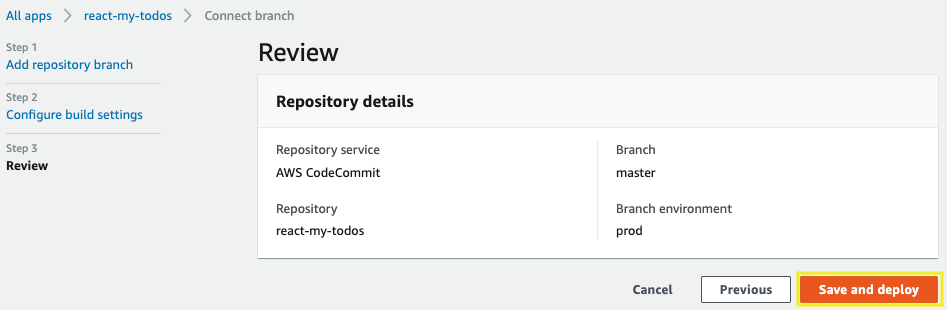 All apps > react-my-todos > Connect branch
Step 1
Add repository branch
Step 2
Configure build settings
Step 3
Review
Review
Repository details
Repository service
AWS CodeCommit
Branch
master
Repository
react-my-todos
Branch environment
prod
Cancel Previous Save and deploy